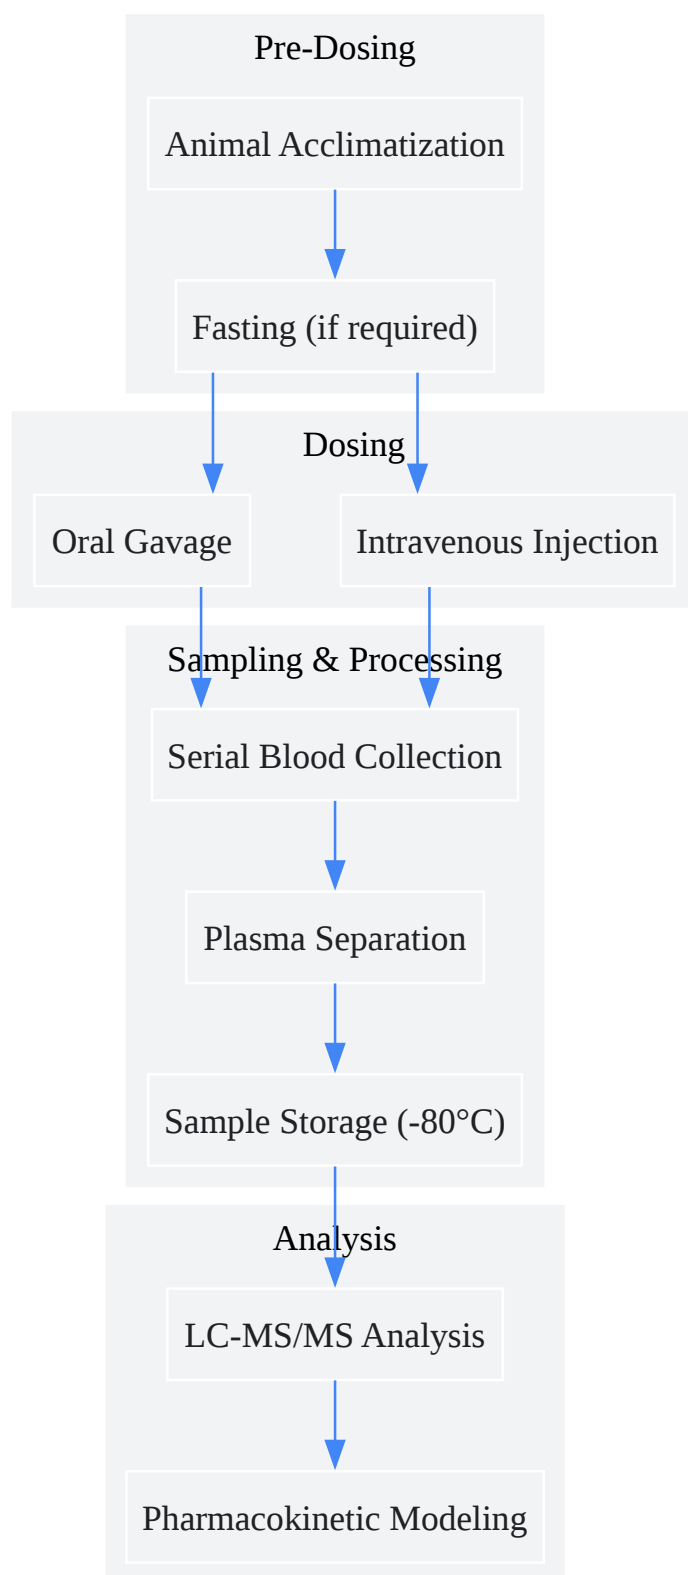 Pre-Dosing
Animal Acclimatization
Fasting (if required)
Dosing
Oral Gavage
Intravenous Injection
Sampling & Processing
Serial Blood Collection
Plasma Separation
Sample Storage (-80°C)
Analysis
LC-MS/MS Analysis
Pharmacokinetic Modeling